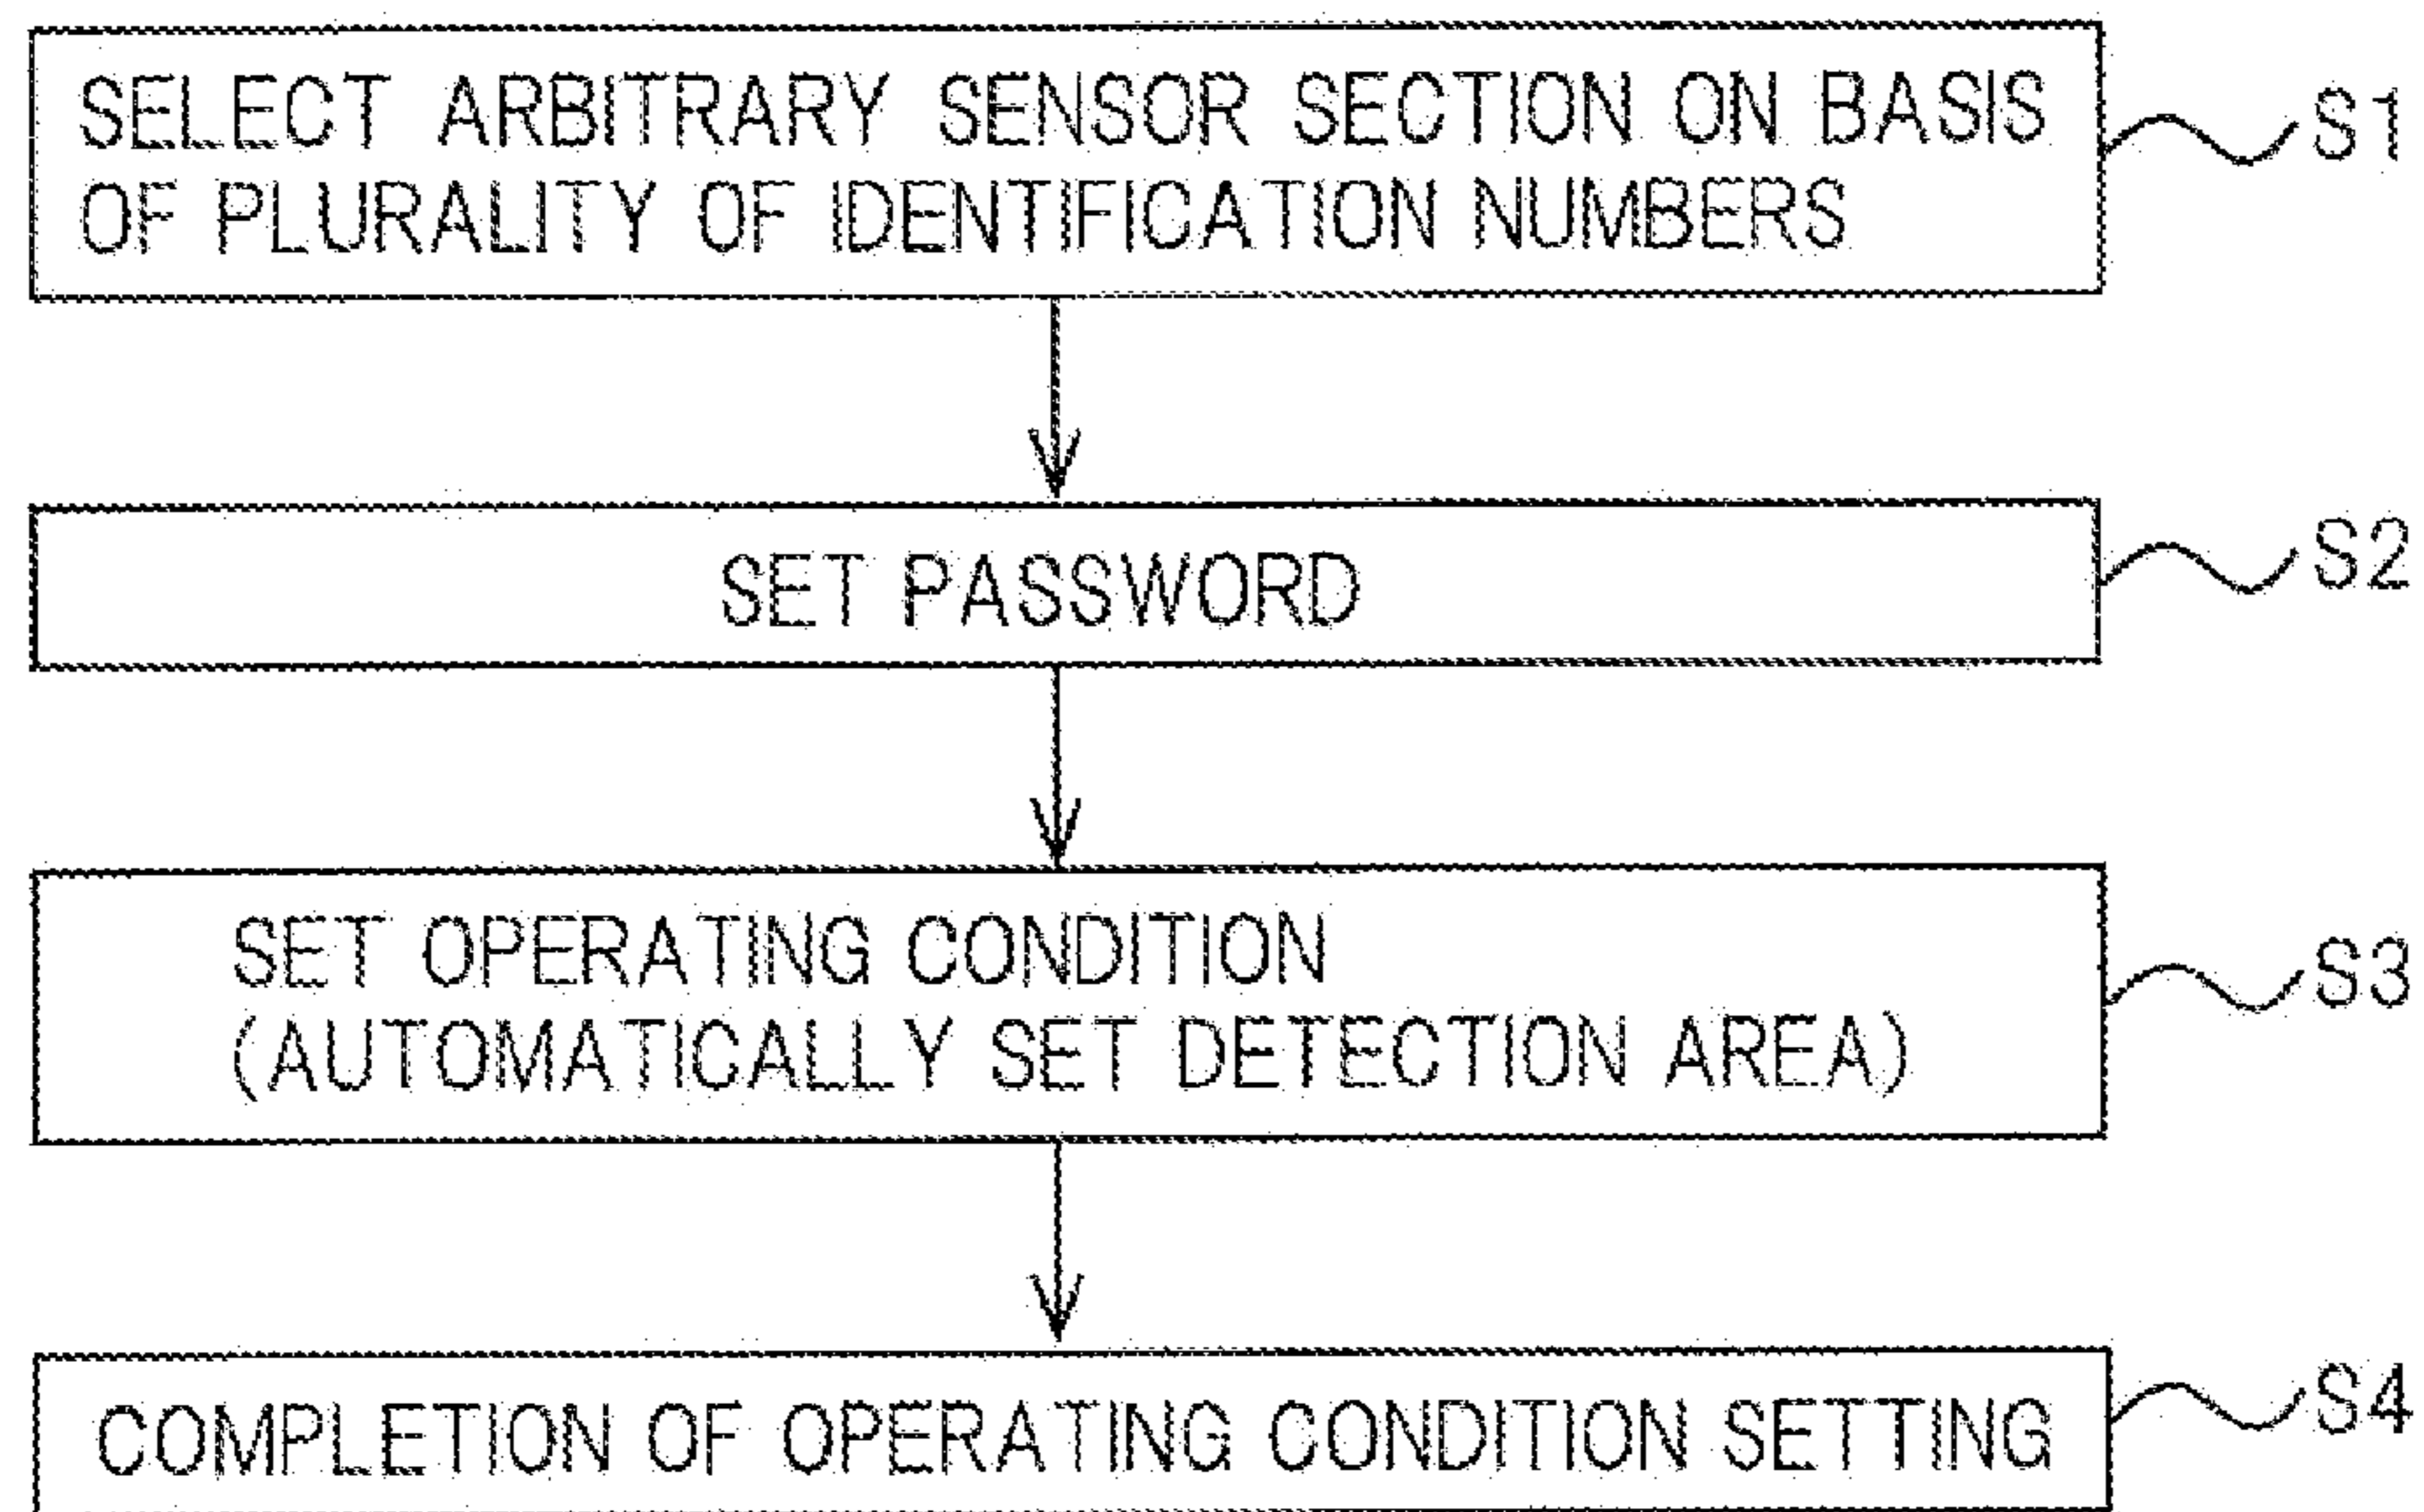 SELECT ARBITRARY SENSOR SECTION ON BASIS
OF PLURALITY OF IDENTIFICATION NUMBERS
S1
SET PASSWORD
S2
SET OPERATING CONDITION
(AUTOMATICALLY SET DETECTION AREA)
S3
COMPLETION OF OPERATING CONDITION SETTING
S4